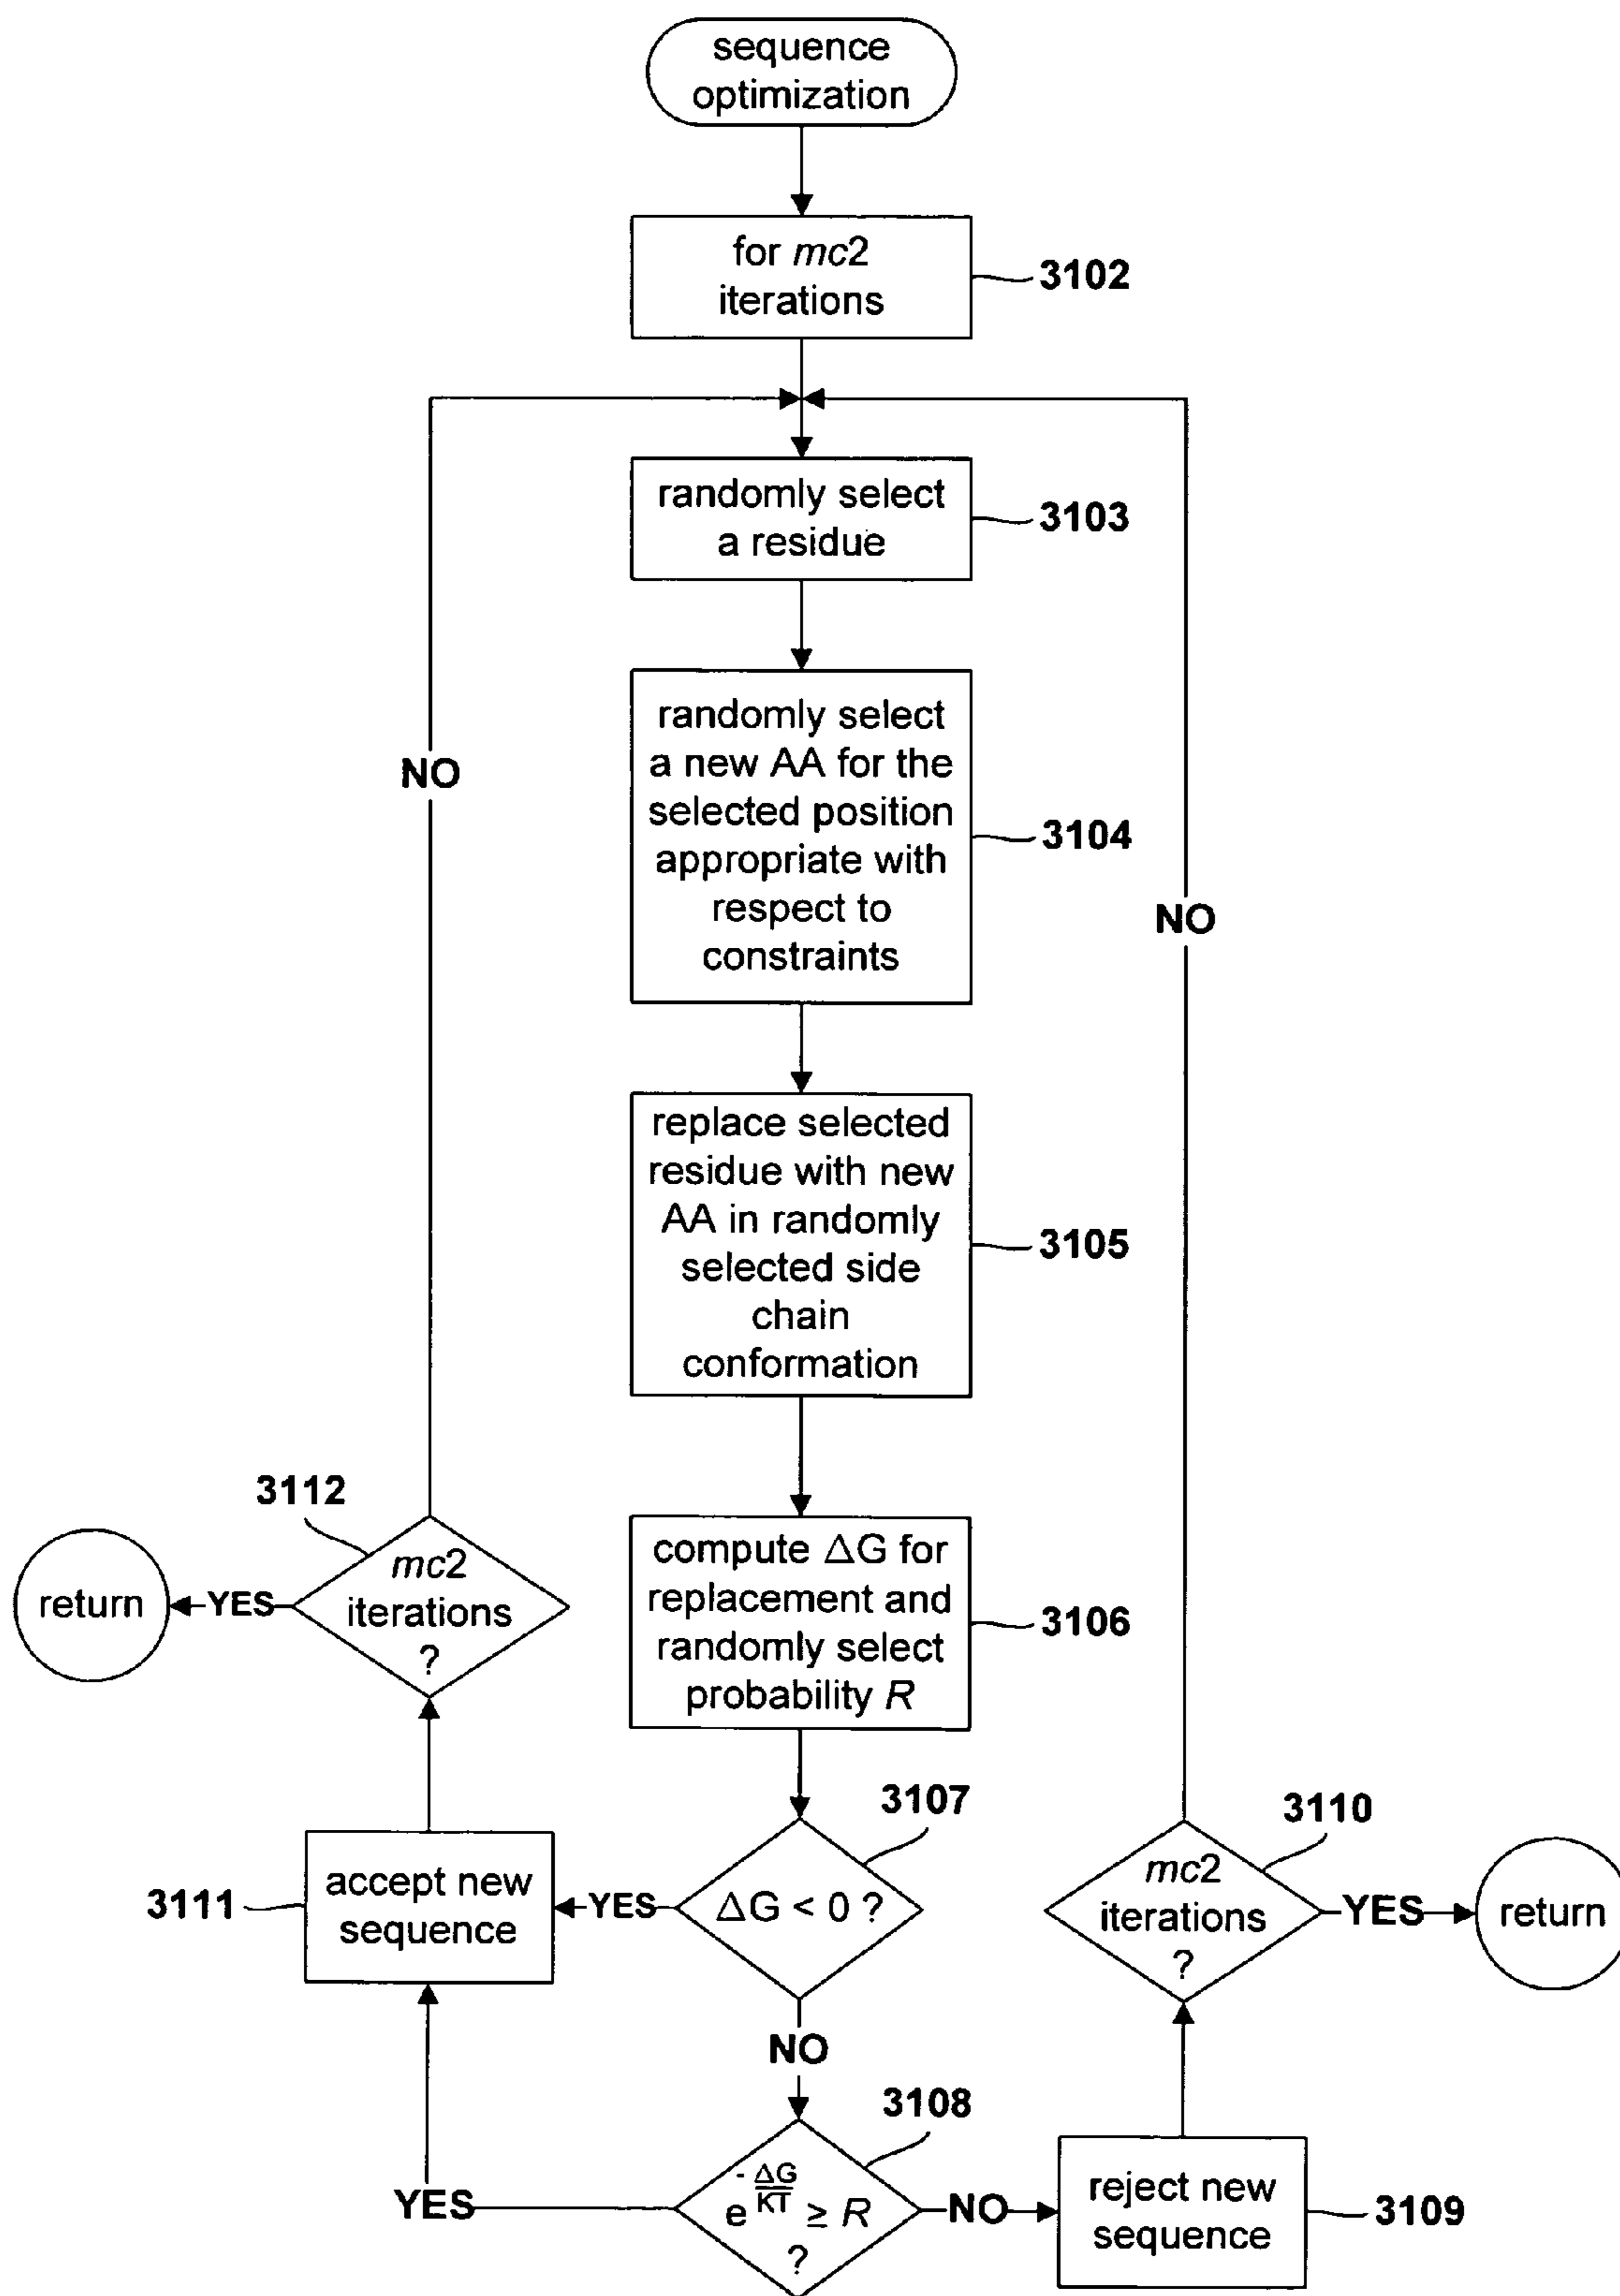 sequence
optimization
for mc2
iterations
3102
randomly select
a residue
3103
randomly select
a new AA for the
selected position
appropriate with
respect to
constraints
3104
NO
NO
replace selected
residue with new
AA in randomly
selected side
chain
conformation
3105
3112
mc2
iterations
?
YES
return
compute ΔG for
replacement and
randomly select
probability R
3106
3107
ΔG < 0 ?
YES
accept new
sequence
3111
3110
mc2
iterations
?
YES
return
NO
3108
e^(-ΔG/KT) ≥ R
?
YES
NO
reject new
sequence
3109